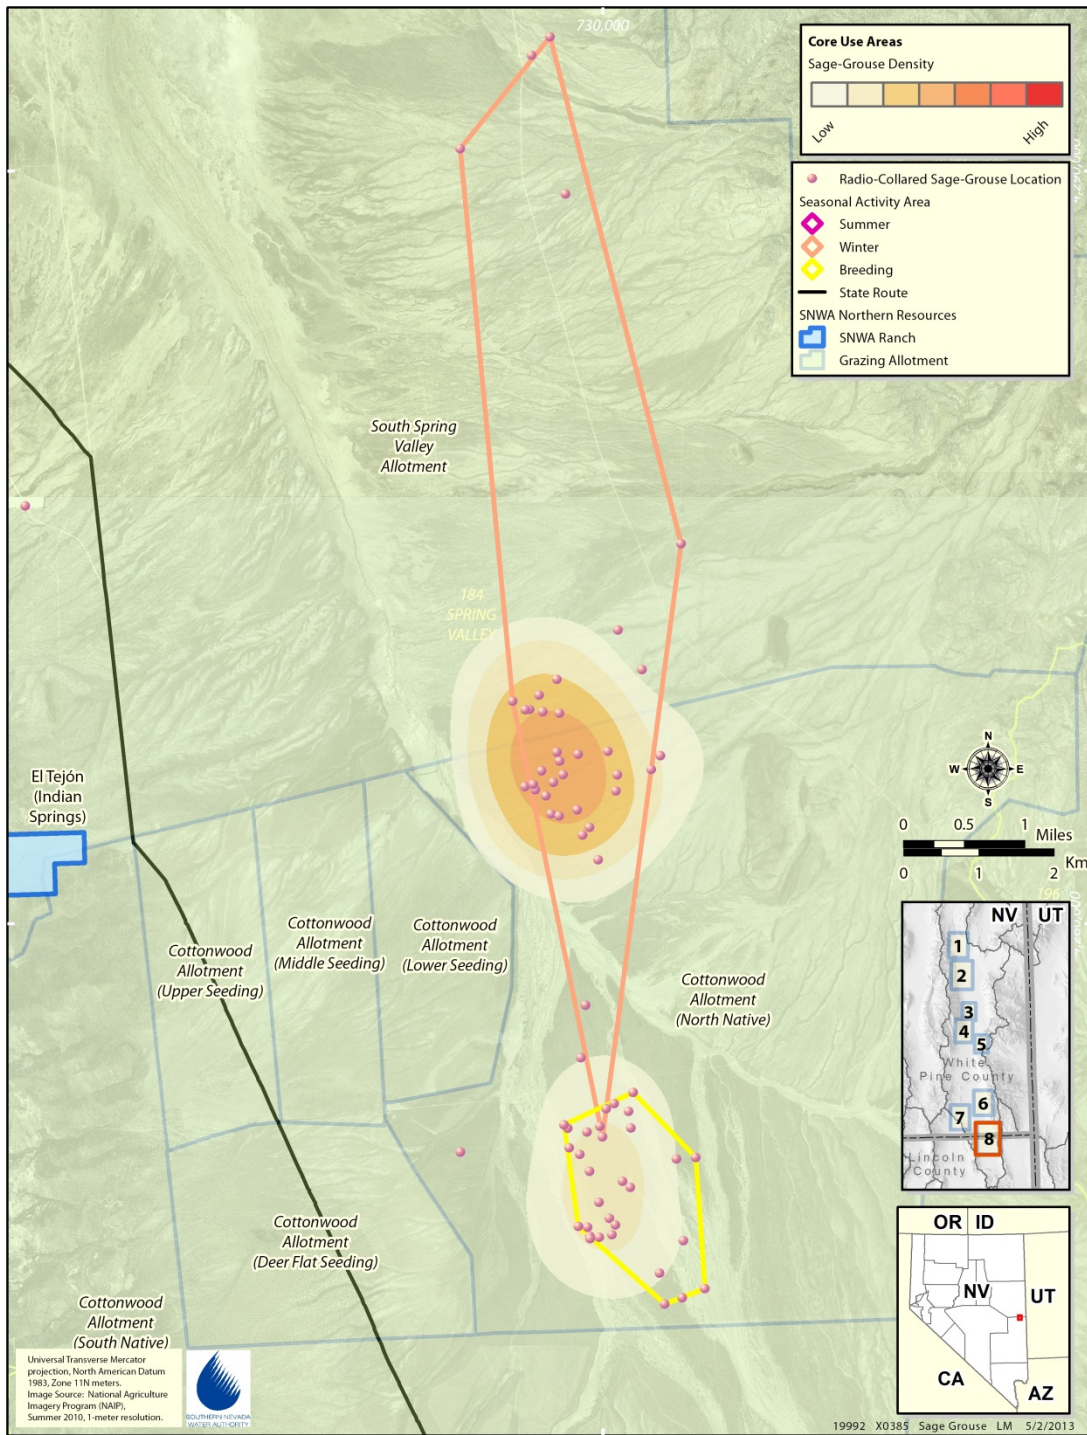 730,000
Core Use Areas
Sage-Grouse Density
Low
High
Radio-Collared Sage-Grouse Location
Seasonal Activity Area
Summer
Winter
Breeding
State Route
SNWA Northern Resources
SNWA Ranch
Grazing Allotment
South Spring
Valley
Allotment
184
SPRING
VALLEY
N
W
E
S
El Tejón
(Indian
Springs)
0 0.5 1 Miles
Km
0 1 2
196
Cottonwood
Allotment
(Upper Seeding)
Cottonwood
Allotment
(Middle Seeding)
Cottonwood
Allotment
(Lower Seeding)
Cottonwood
Allotment
(North Native)
NV UT
1
2
3
4
5
White
Pine County
6
7
8
Lincoln
County
Cottonwood
Allotment
(Deer Flat Seeding)
Cottonwood
Allotment
(South Native)
OR ID
NV
UT
CA
AZ
Universal Transverse Mercator
projection, North American Datum
1983, Zone 11N meters.
Image Source: National Agriculture
Imagery Program (NAIP),
Summer 2010, 1-meter resolution.
SOUTHERN NEVADA
WATER AUTHORITY
19992 X0385 Sage Grouse LM 5/2/2013